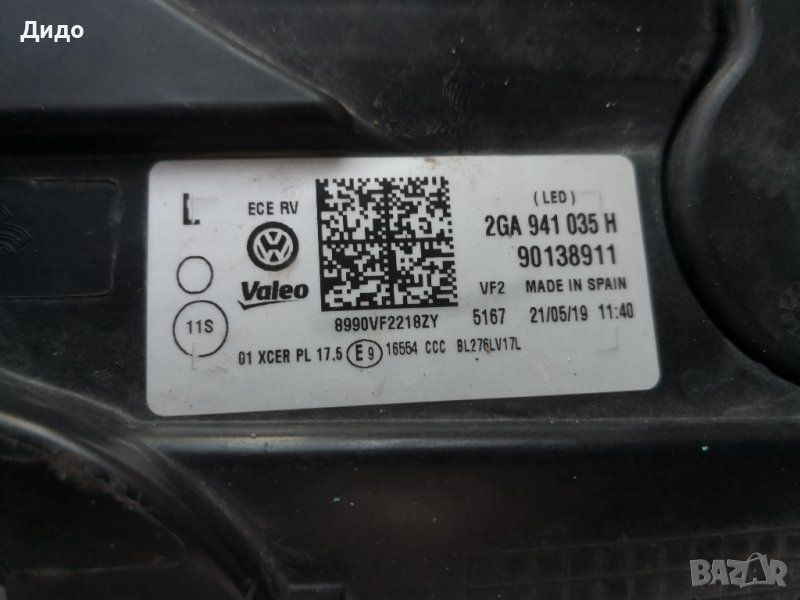 Дидо
L
ECE RV
(LED)
2GA 941 035 H
90138911
Valeo
VF2 MADE IN SPAIN
11S
8990VF2218ZY
5167 21/05/19 11:40
01 XCER PL 17.5 E9 16554 CCC BL276LV17L
BAZAR